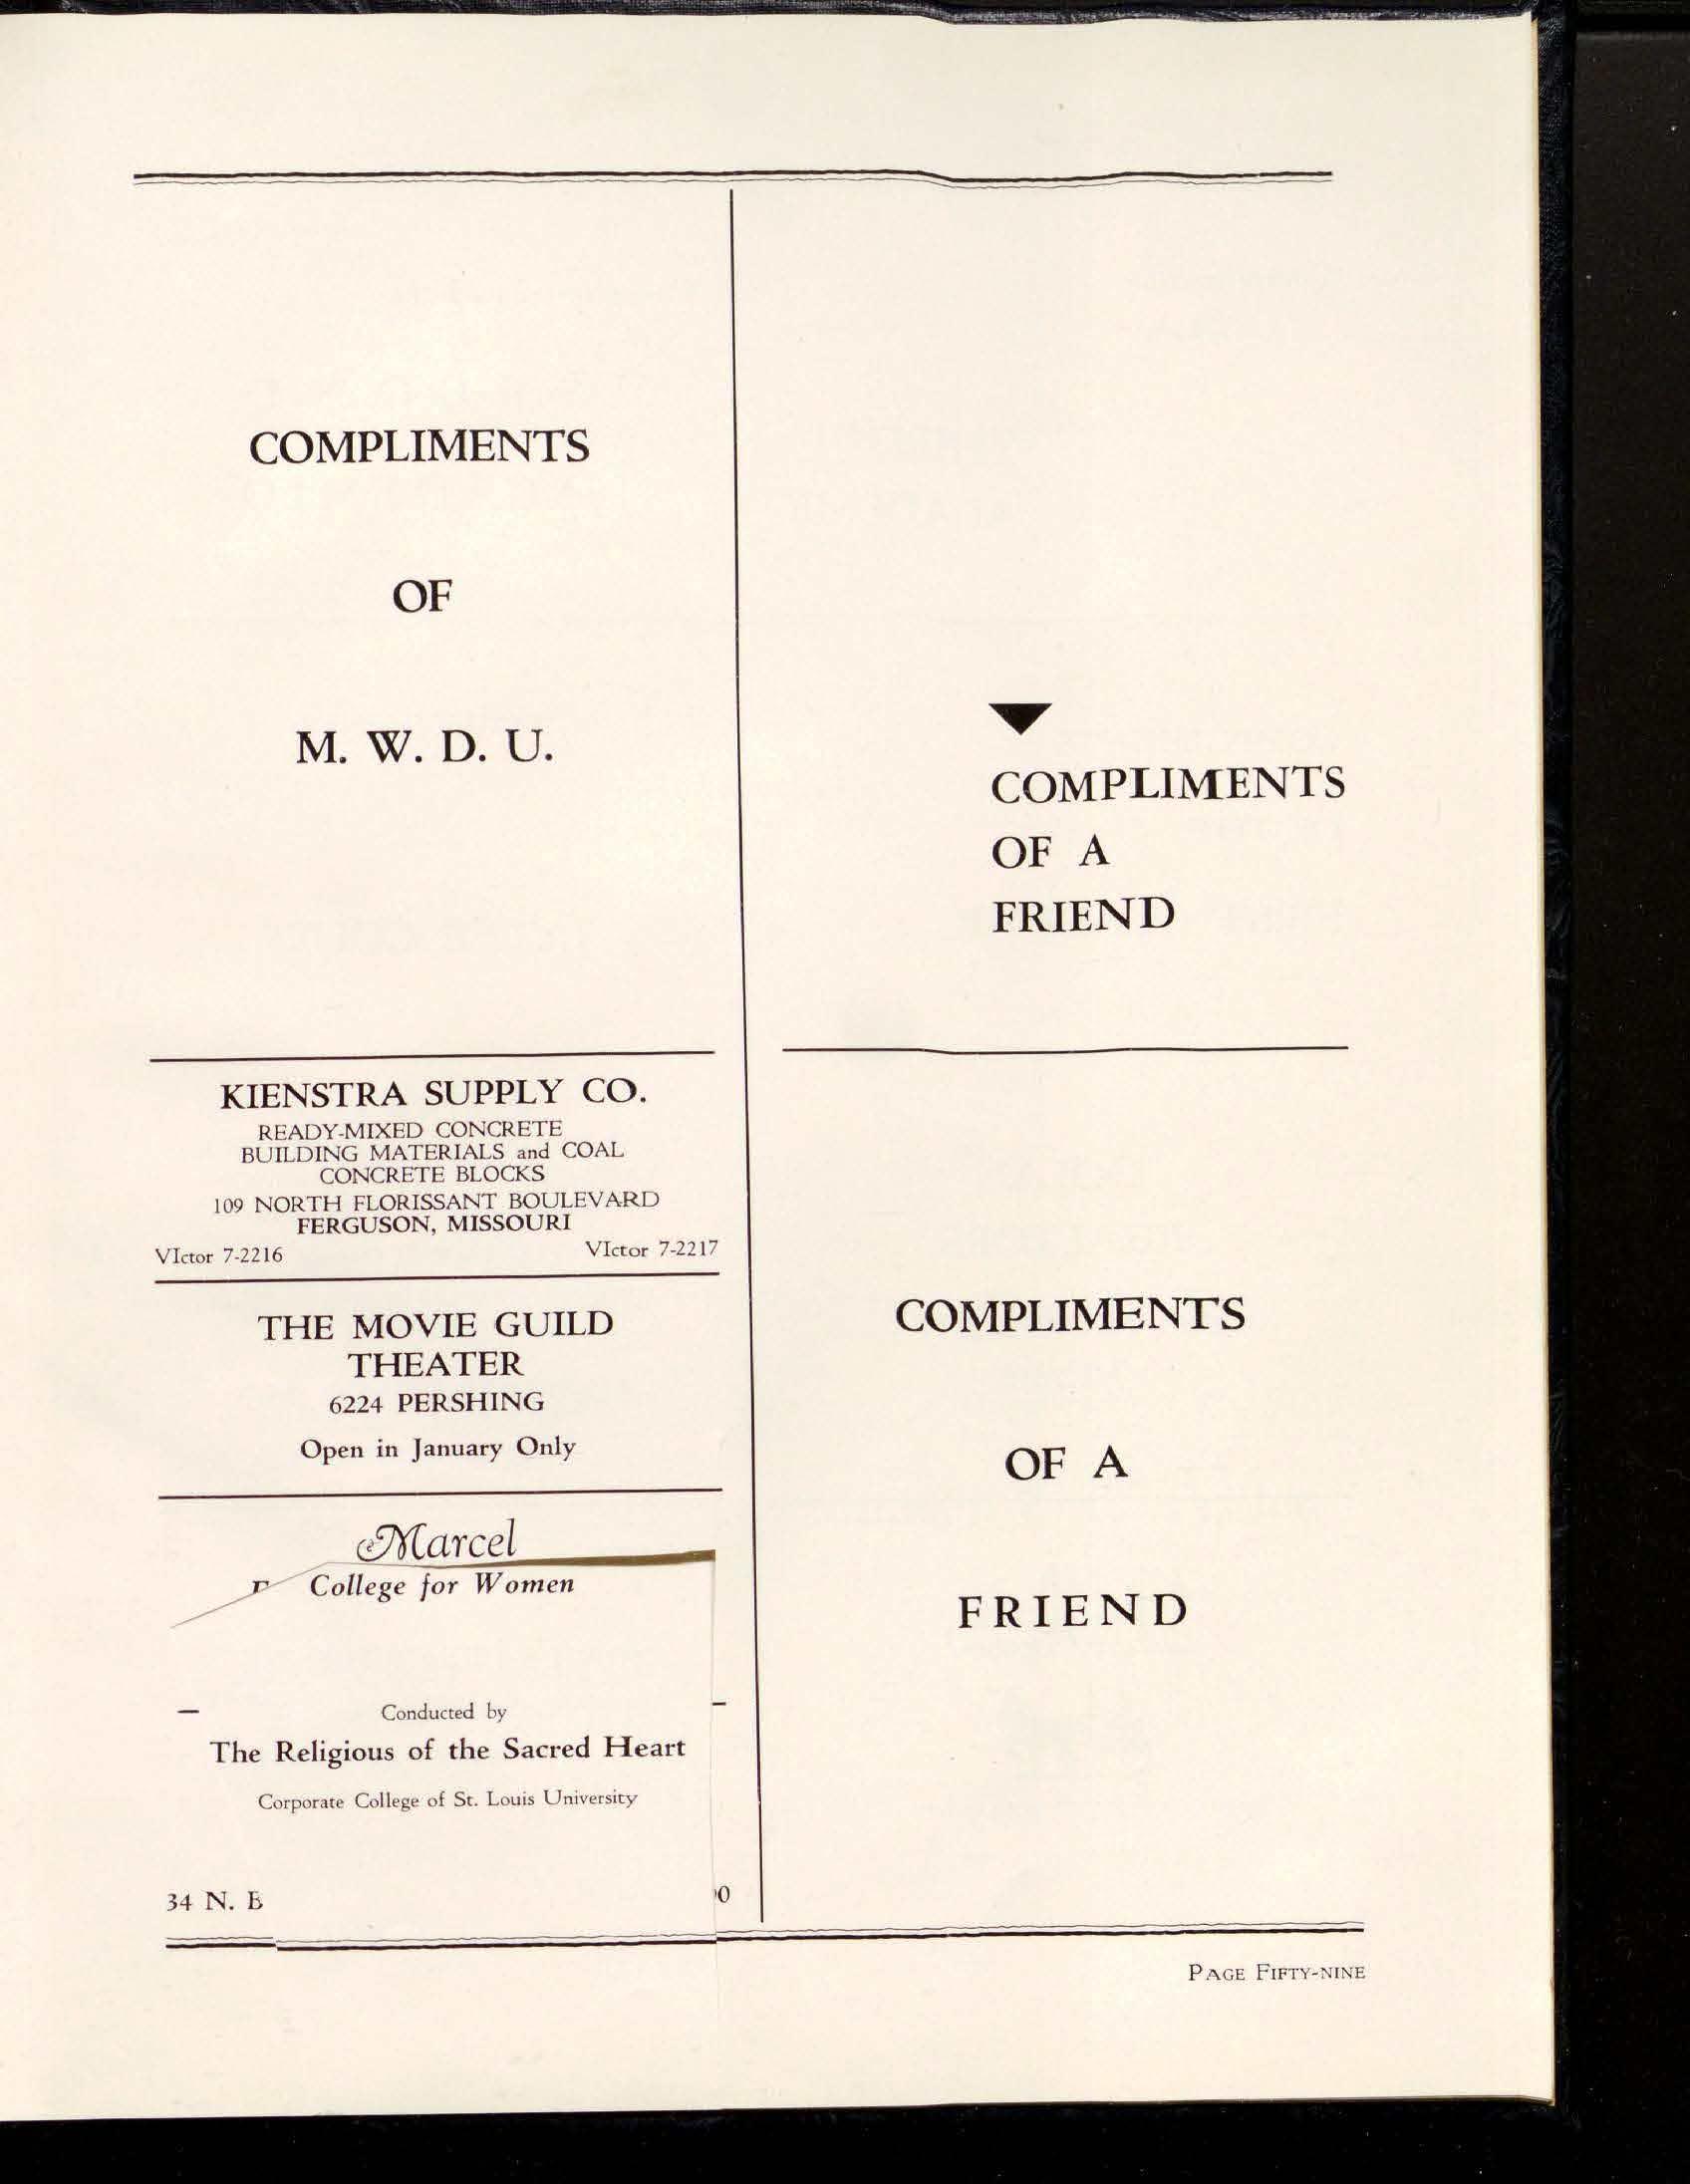 COMPLIMENTS
OF
M. W. D. U.
KIENSTRA SUPPLY CO.
READY-MIXED CONCRETE
BUILDING MATERIALS and COAL
CONCRETE BLOCKS
109 NORTH FLORISSANT BOULEVARD
FERGUSON, MISSOURI
VIctor 7-2216 VIctor 7-2217
THE MOVIE GUILD
THEATER
6224 PERSHING
Open in January Only
Marcel
College for Women
Conducted by
The Religious of the Sacred Heart
Corporate College of St. Louis University
34 N.
COMPLIMENTS
OF A
FRIEND
COMPLIMENTS
OF A
FRIEND
PAGE FIFTY-NINE